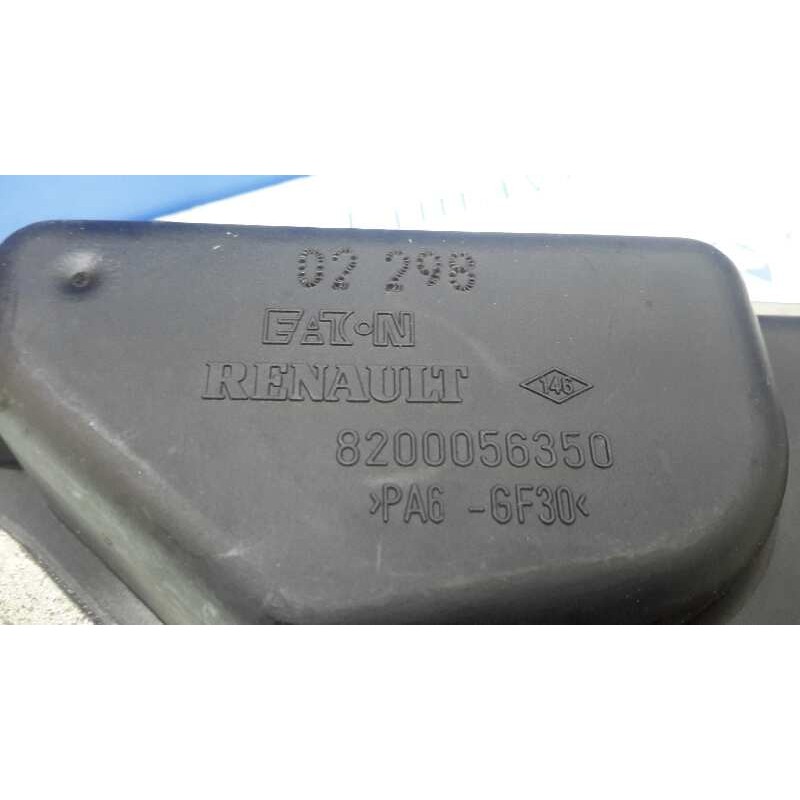 02 298
EATON
RENAULT
146
8200056350
>PA6 -GF30<